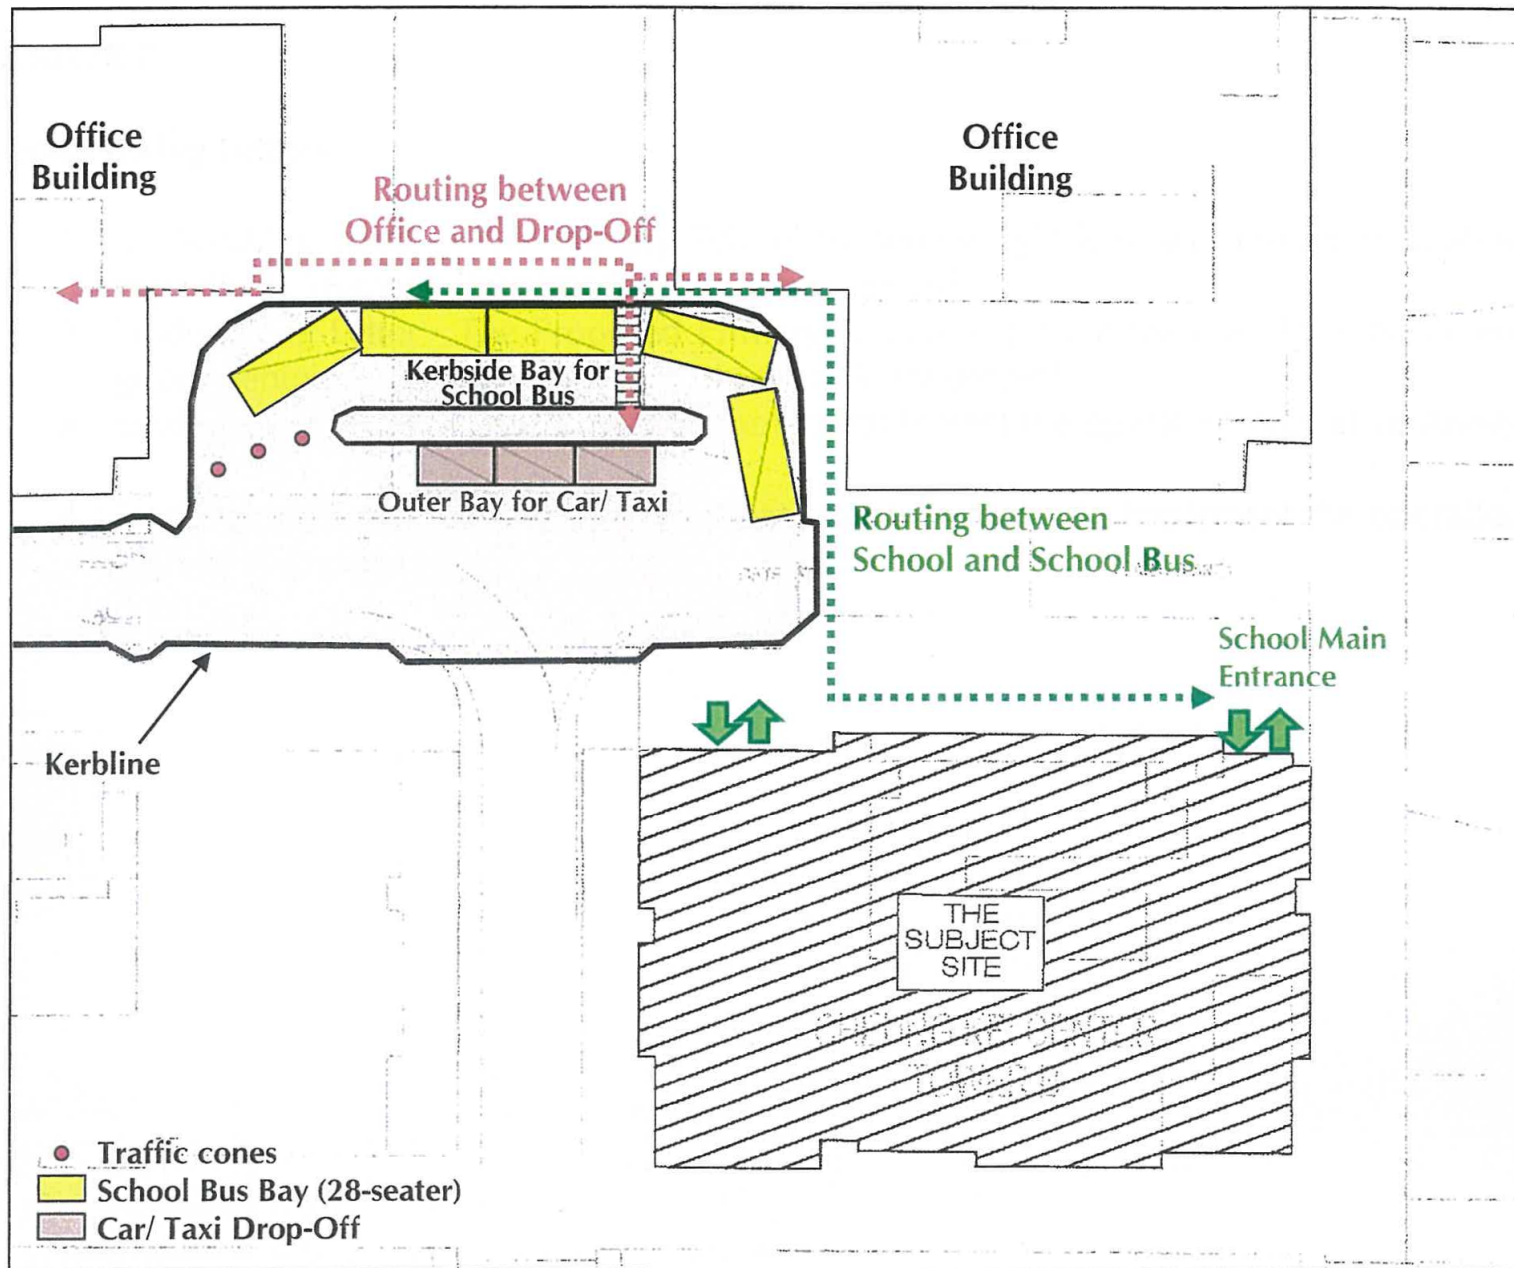 Office
Building
Office
Building
Routing between
Office and Drop-Off
Kerbside Bay for
School Bus
Outer Bay for Car/ Taxi
Routing between
School and School Bus
School Main
Entrance
Kerbline
THE
SUBJECT
SITE
Traffic cones
School Bus Bay (28-seater)
Car/ Taxi Drop-Off